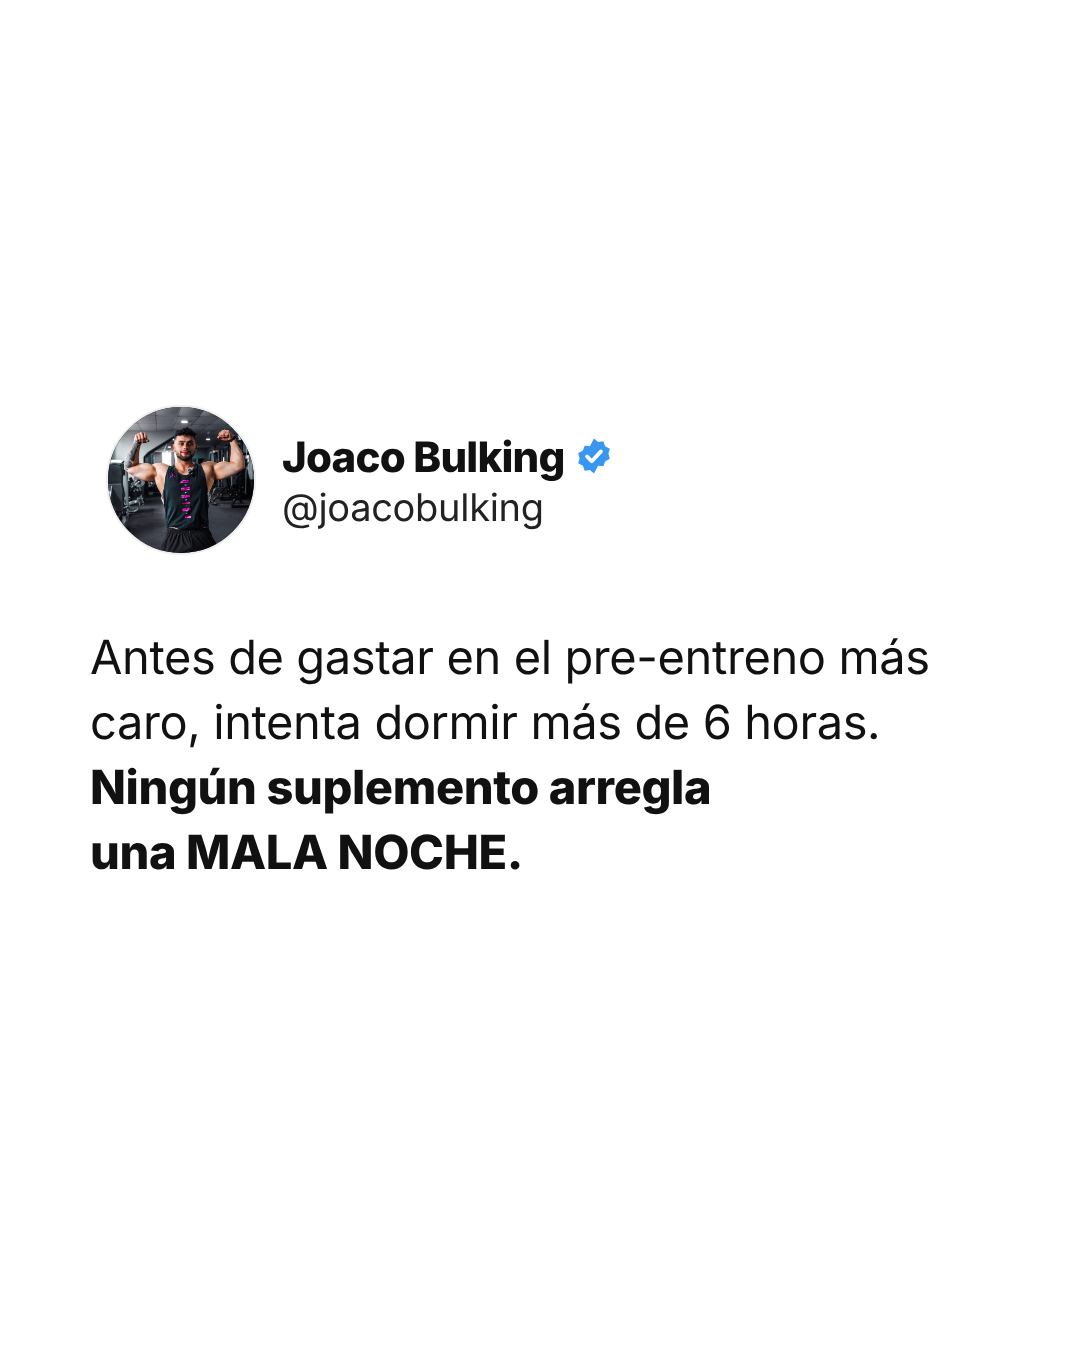 Joaco Bulking
@joacobulking
Antes de gastar en el pre-entreno más
caro, intenta dormir más de 6 horas.
Ningún suplemento arregla
una MALA NOCHE.